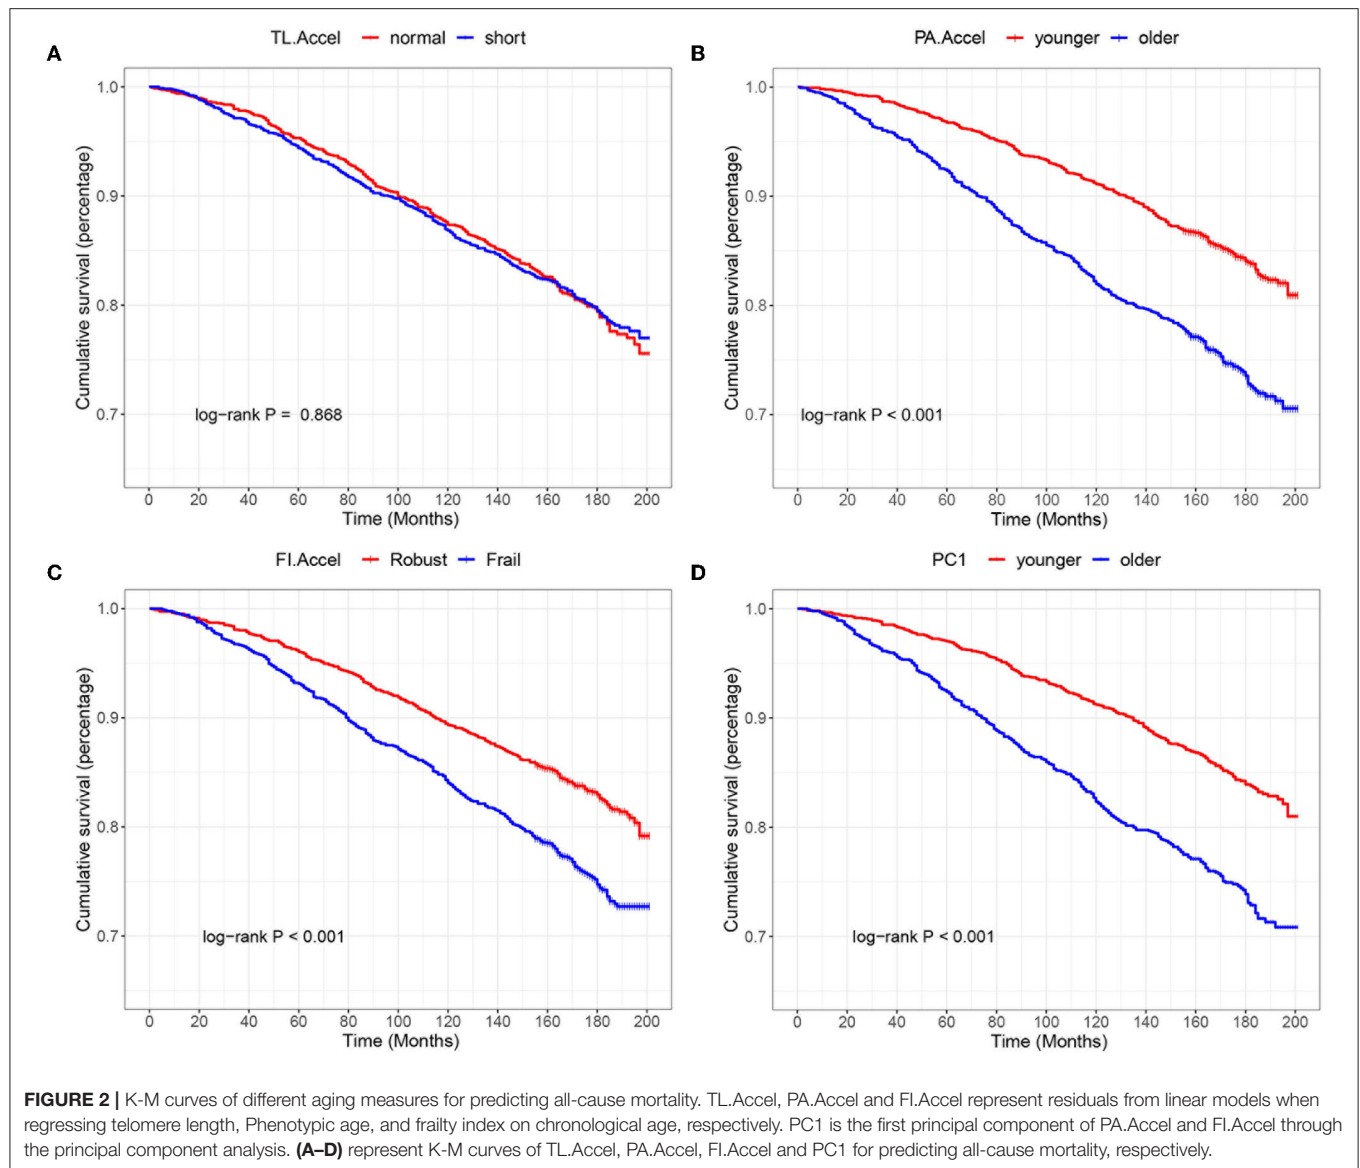 A
TL.Accel normal short
Cumulative survival (percentage)
1.0
0.9
0.8
0.7
log−rank P = 0.868
0 20 40 60 80 100 120 140 160 180 200
Time (Months)
B
PA.Accel younger older
Cumulative survival (percentage)
1.0
0.9
0.8
0.7
log−rank P < 0.001
0 20 40 60 80 100 120 140 160 180 200
Time (Months)
C
FI.Accel Robust Frail
Cumulative survival (percentage)
1.0
0.9
0.8
0.7
log−rank P < 0.001
0 20 40 60 80 100 120 140 160 180 200
Time (Months)
D
PC1 younger older
Cumulative survival (percentage)
1.0
0.9
0.8
0.7
log−rank P < 0.001
0 20 40 60 80 100 120 140 160 180 200
Time (Months)
FIGURE 2 | K-M curves of different aging measures for predicting all-cause mortality. TL.Accel, PA.Accel and FI.Accel represent residuals from linear models when
regressing telomere length, Phenotypic age, and frailty index on chronological age, respectively. PC1 is the first principal component of PA.Accel and FI.Accel through
the principal component analysis. (A–D) represent K-M curves of TL.Accel, PA.Accel, FI.Accel and PC1 for predicting all-cause mortality, respectively.